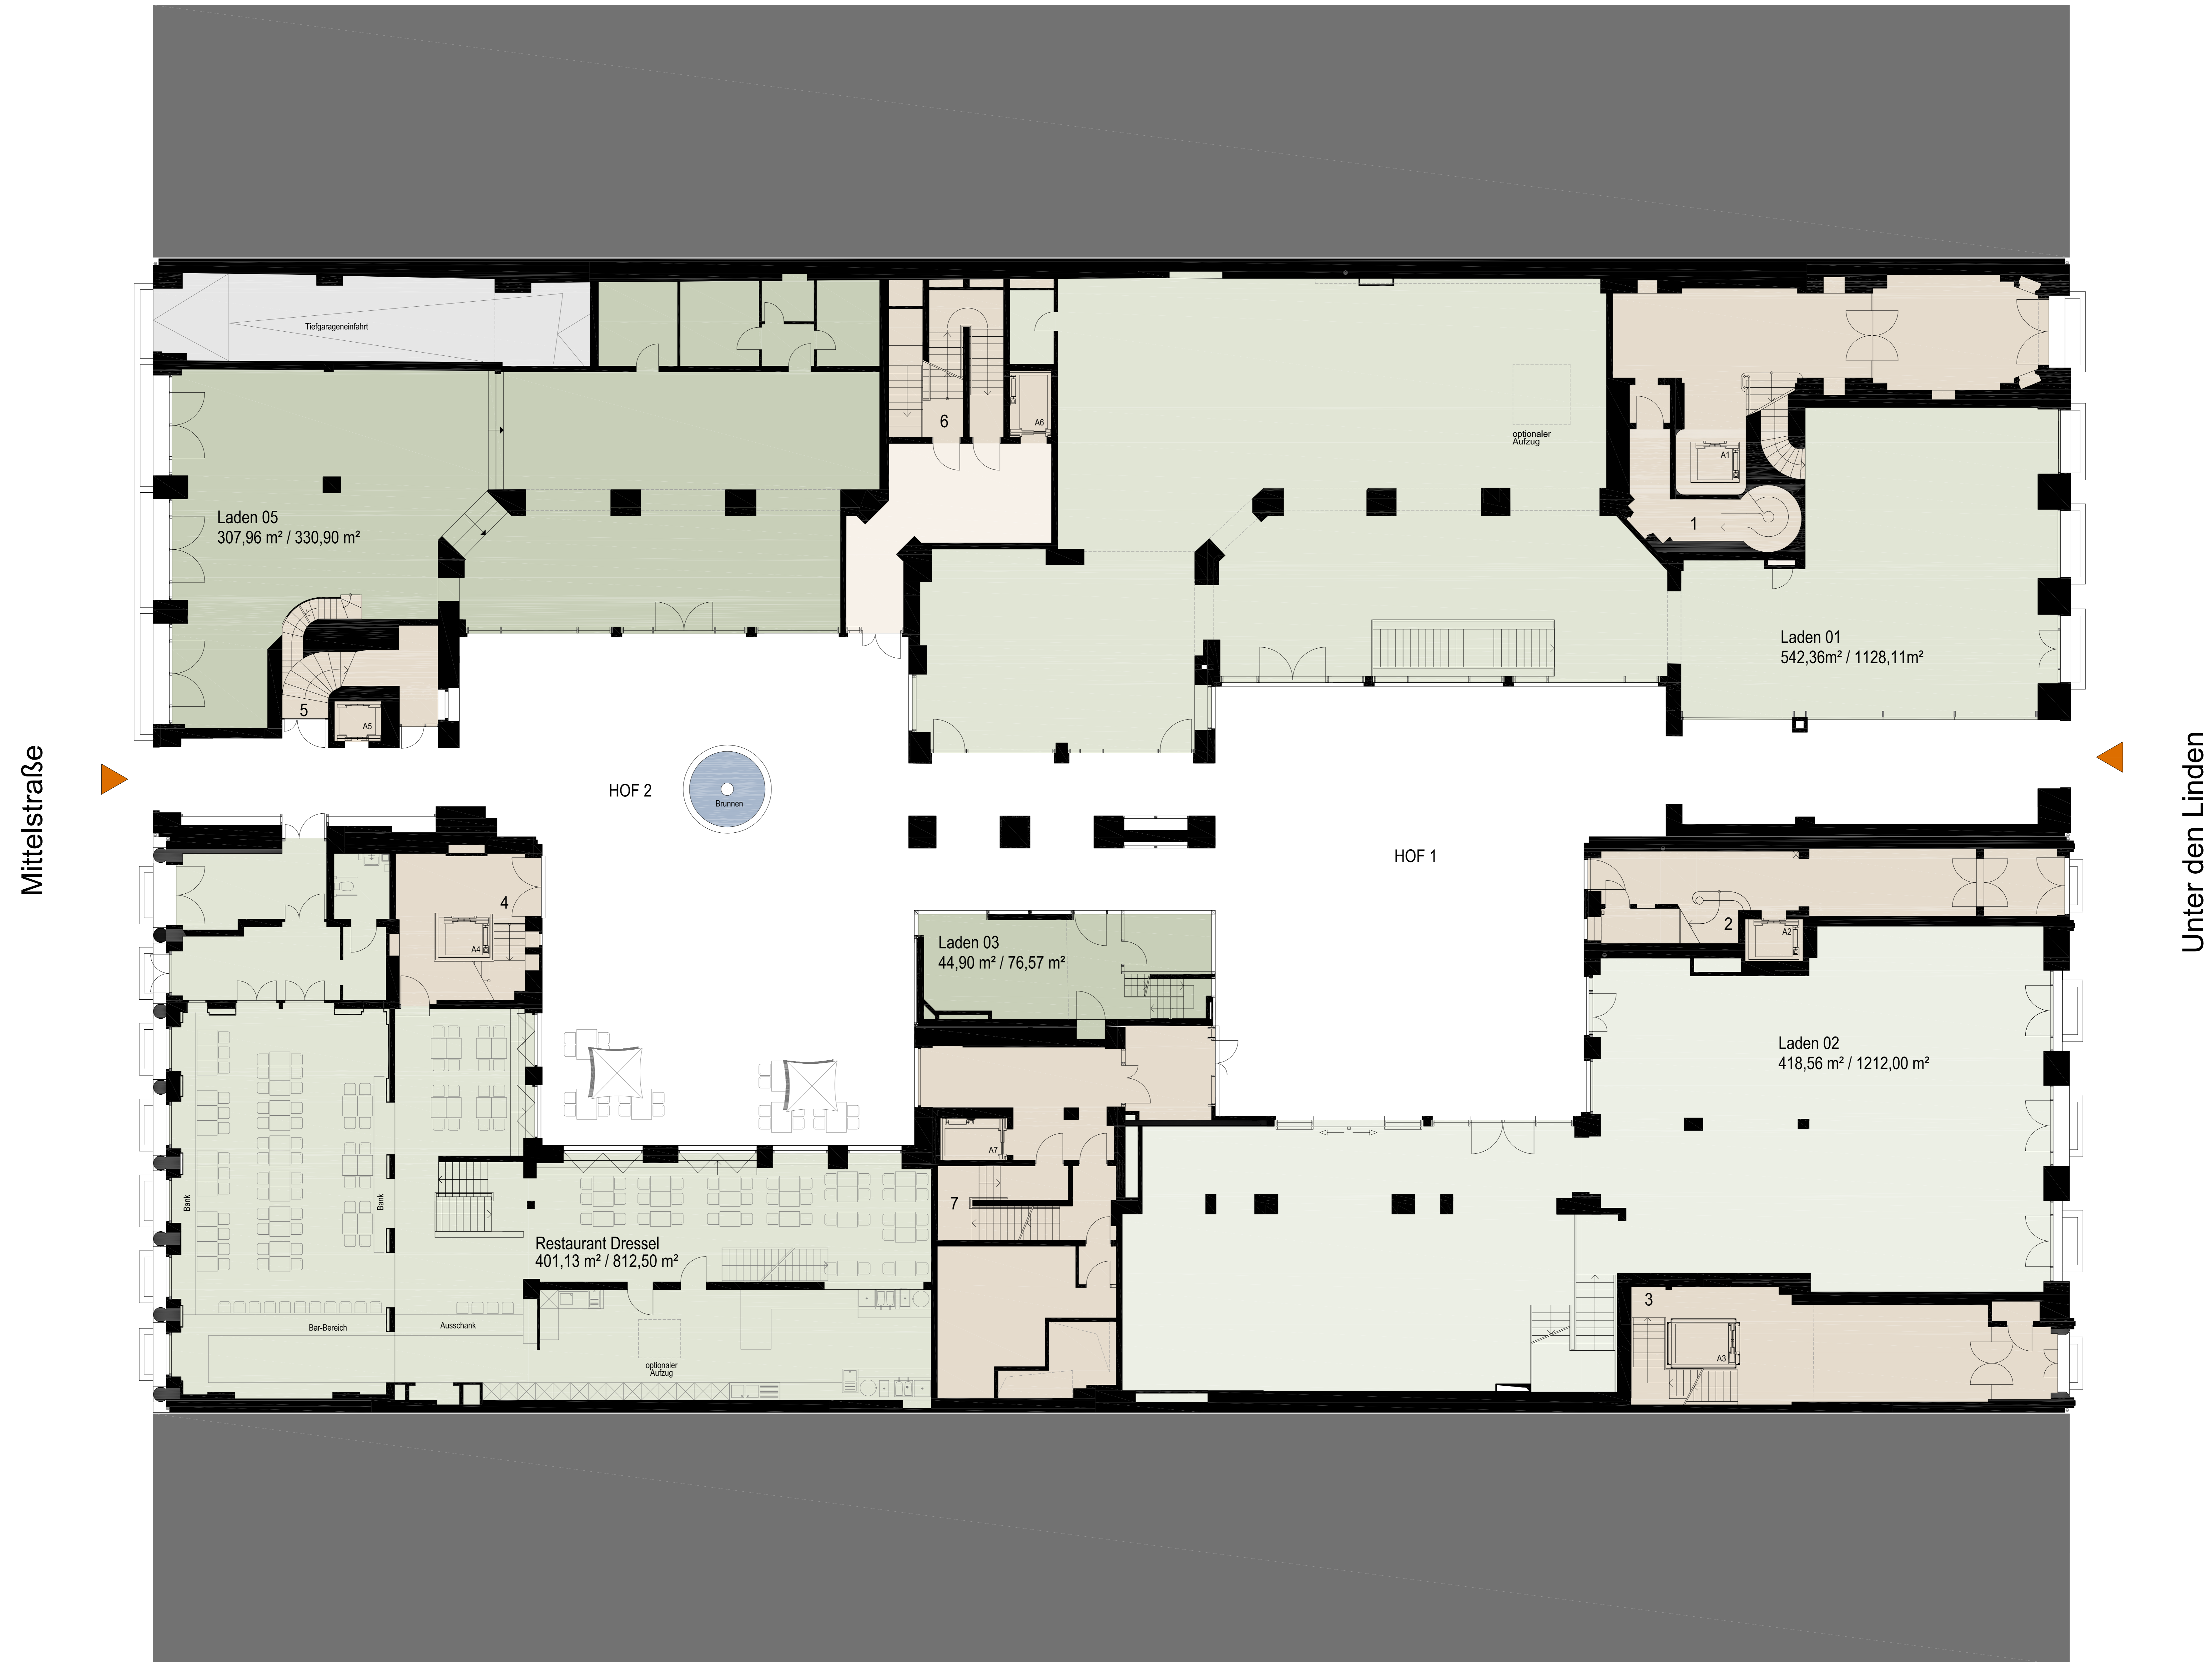 Tiefgarageneinfahrt
6
A6
optionaler
Aufzug
A1
1
Laden 05
307,96 m² / 330,90 m²
5
A5
Laden 01
542,36m² / 1128,11m²
Mittelstraße
HOF 2
Brunnen
HOF 1
Unter den Linden
4
A4
Laden 03
44,90 m² / 76,57 m²
2
A2
Laden 02
418,56 m² / 1212,00 m²
A7
7
Bank
Bank
Restaurant Dressel
401,13 m² / 812,50 m²
Bar-Bereich
Ausschank
optionaler
Aufzug
3
A3